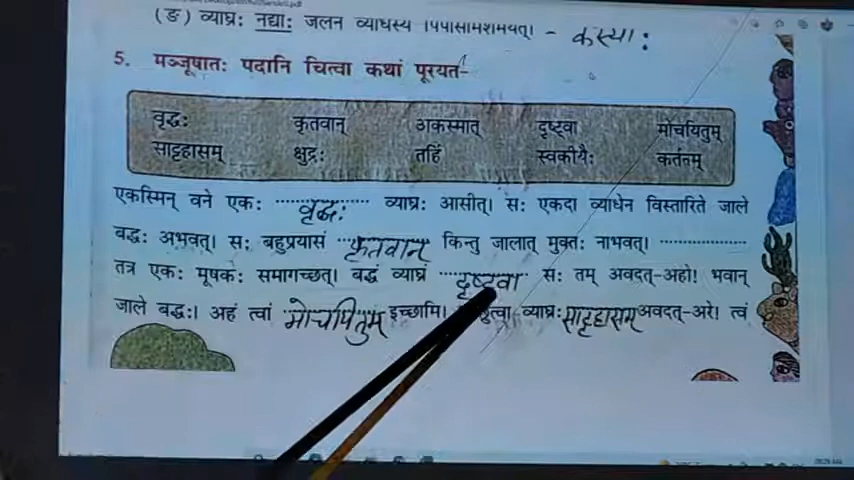 (ङ) व्याघ्रः नद्याः जलेन व्याधस्य पिपासामशमयत्। - कस्याः
5. मञ्जूषातः पदानि चित्वा कथां पूरयत-
वृद्धः कृतवान् अकस्मात् दृष्ट्वा मोचयितुम्
साट्टहासम् क्षुद्रः तर्हि स्वकीयैः कर्तनम्
एकस्मिन् वने एकः वृद्धः व्याघ्रः आसीत्। सः एकदा व्याधेन विस्तारिते जाले
बद्धः अभवत्। सः बहुप्रयासं कृतवान् किन्तु जालात् मुक्तः नाभवत्। ...................
तत्र एकः मूषकः समागच्छत्। बद्धं व्याघ्रं दृष्ट्वा सः तम् अवदत्-अहो! भवान्
जाले बद्धः। अहं त्वां मोचयितुम् इच्छामि। व्याघ्रः साट्टहासम् अवदत्-अरे! त्वं